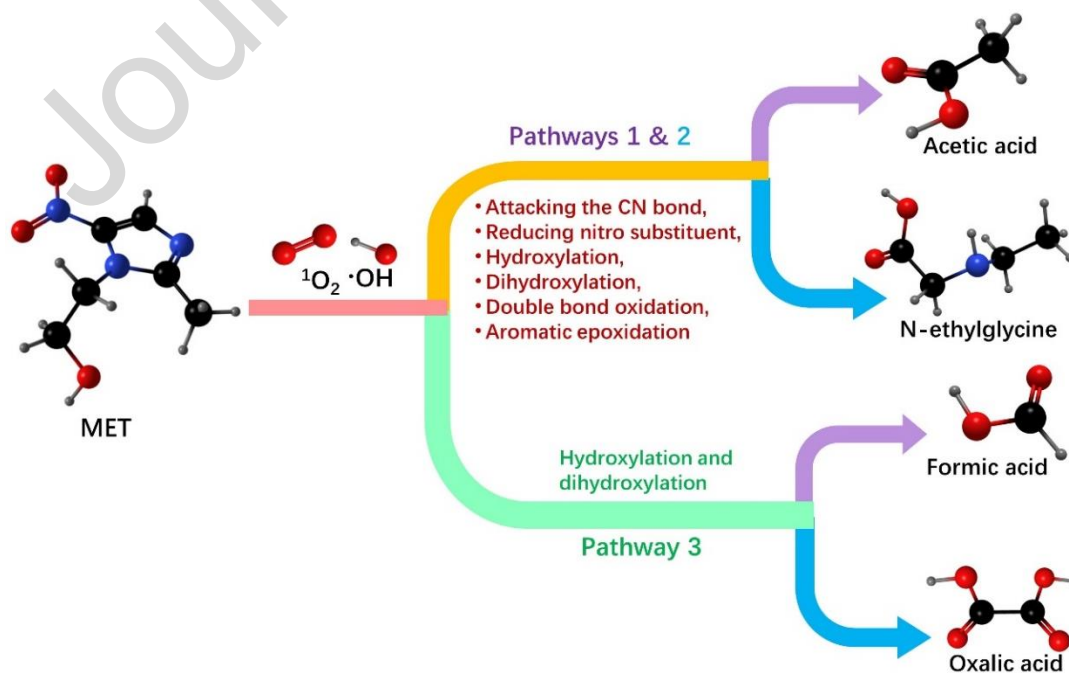 Jour
Pathways 1 & 2
Acetic acid
• Attacking the CN bond,
• Reducing nitro substituent,
• Hydroxylation,
• Dihydroxylation,
• Double bond oxidation,
• Aromatic epoxidation
¹O₂ ·OH
N-ethylglycine
MET
Hydroxylation and
dihydroxylation
Formic acid
Pathway 3
Oxalic acid